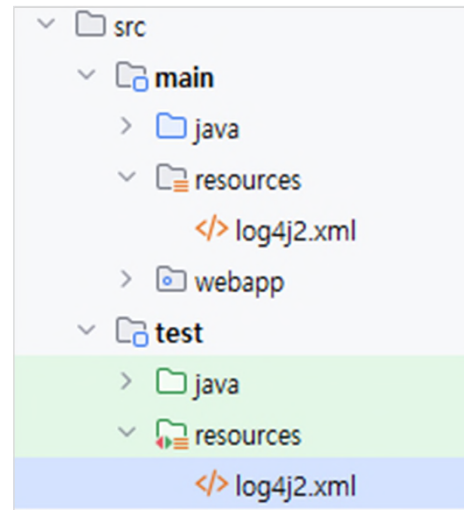 src
main
java
resources
log4j2.xml
webapp
test
java
resources
log4j2.xml